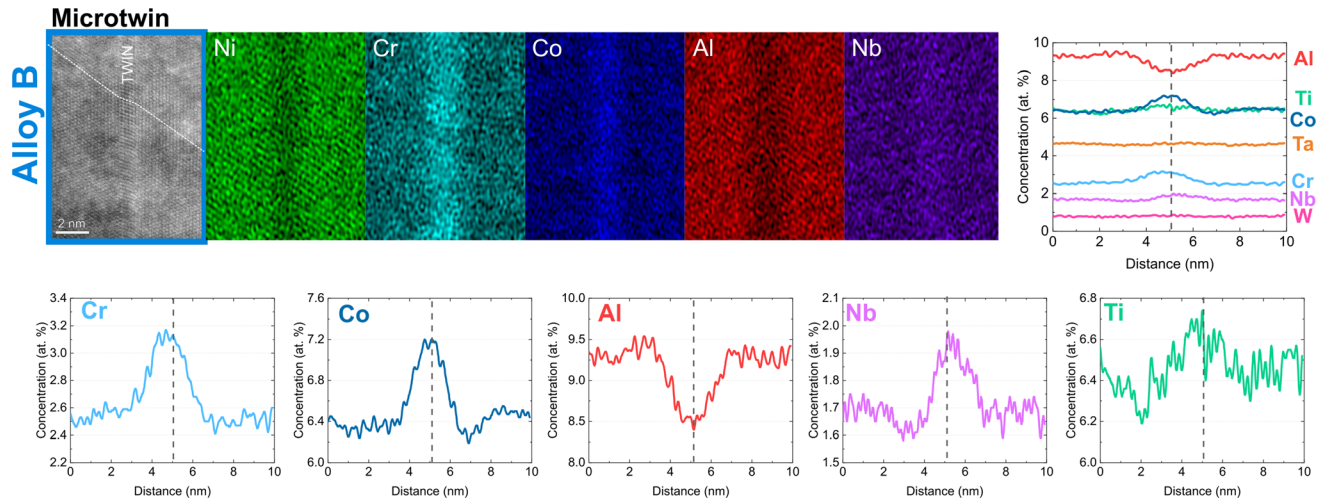 Microtwin
Alloy B
TWIN
2 nm
Ni
Cr
Co
Al
Nb
Concentration (at. %)
10
8
6
4
2
0
0 2 4 6 8 10
Distance (nm)
Al
Ti
Co
Ta
Cr
Nb
W
Cr
Concentration (at. %)
3.4
3.2
3.0
2.8
2.6
2.4
2.2
0 2 4 6 8 10
Distance (nm)
Co
Concentration (at. %)
7.6
7.2
6.8
6.4
6.0
0 2 4 6 8 10
Distance (nm)
Al
Concentration (at. %)
10.0
9.5
9.0
8.5
8.0
0 2 4 6 8 10
Distance (nm)
Nb
Concentration (at. %)
2.1
2.0
1.9
1.8
1.7
1.6
1.5
0 2 4 6 8 10
Distance (nm)
Ti
Concentration (at. %)
6.8
6.6
6.4
6.2
6.0
0 2 4 6 8 10
Distance (nm)